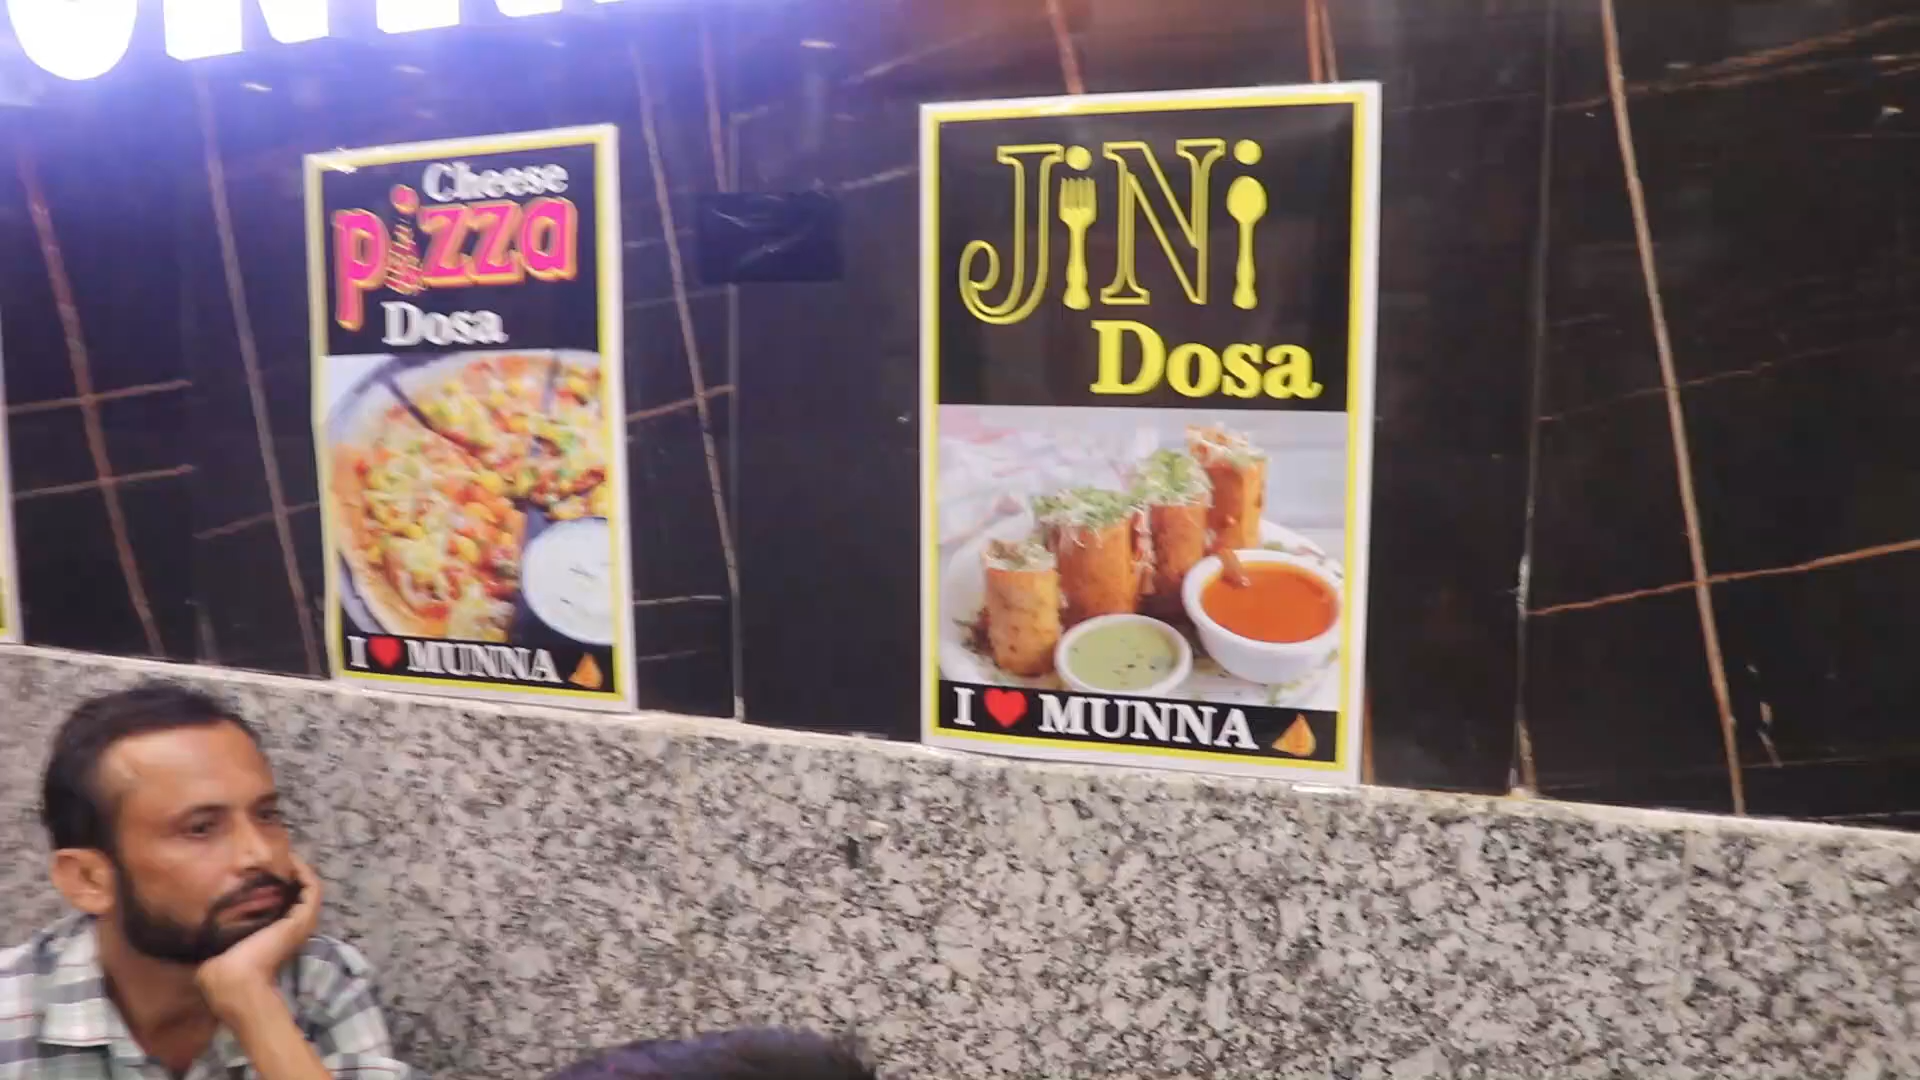 Cheese
pizza
Dosa
I ❤ MUNNA
JiNi
Dosa
I ❤ MUNNA